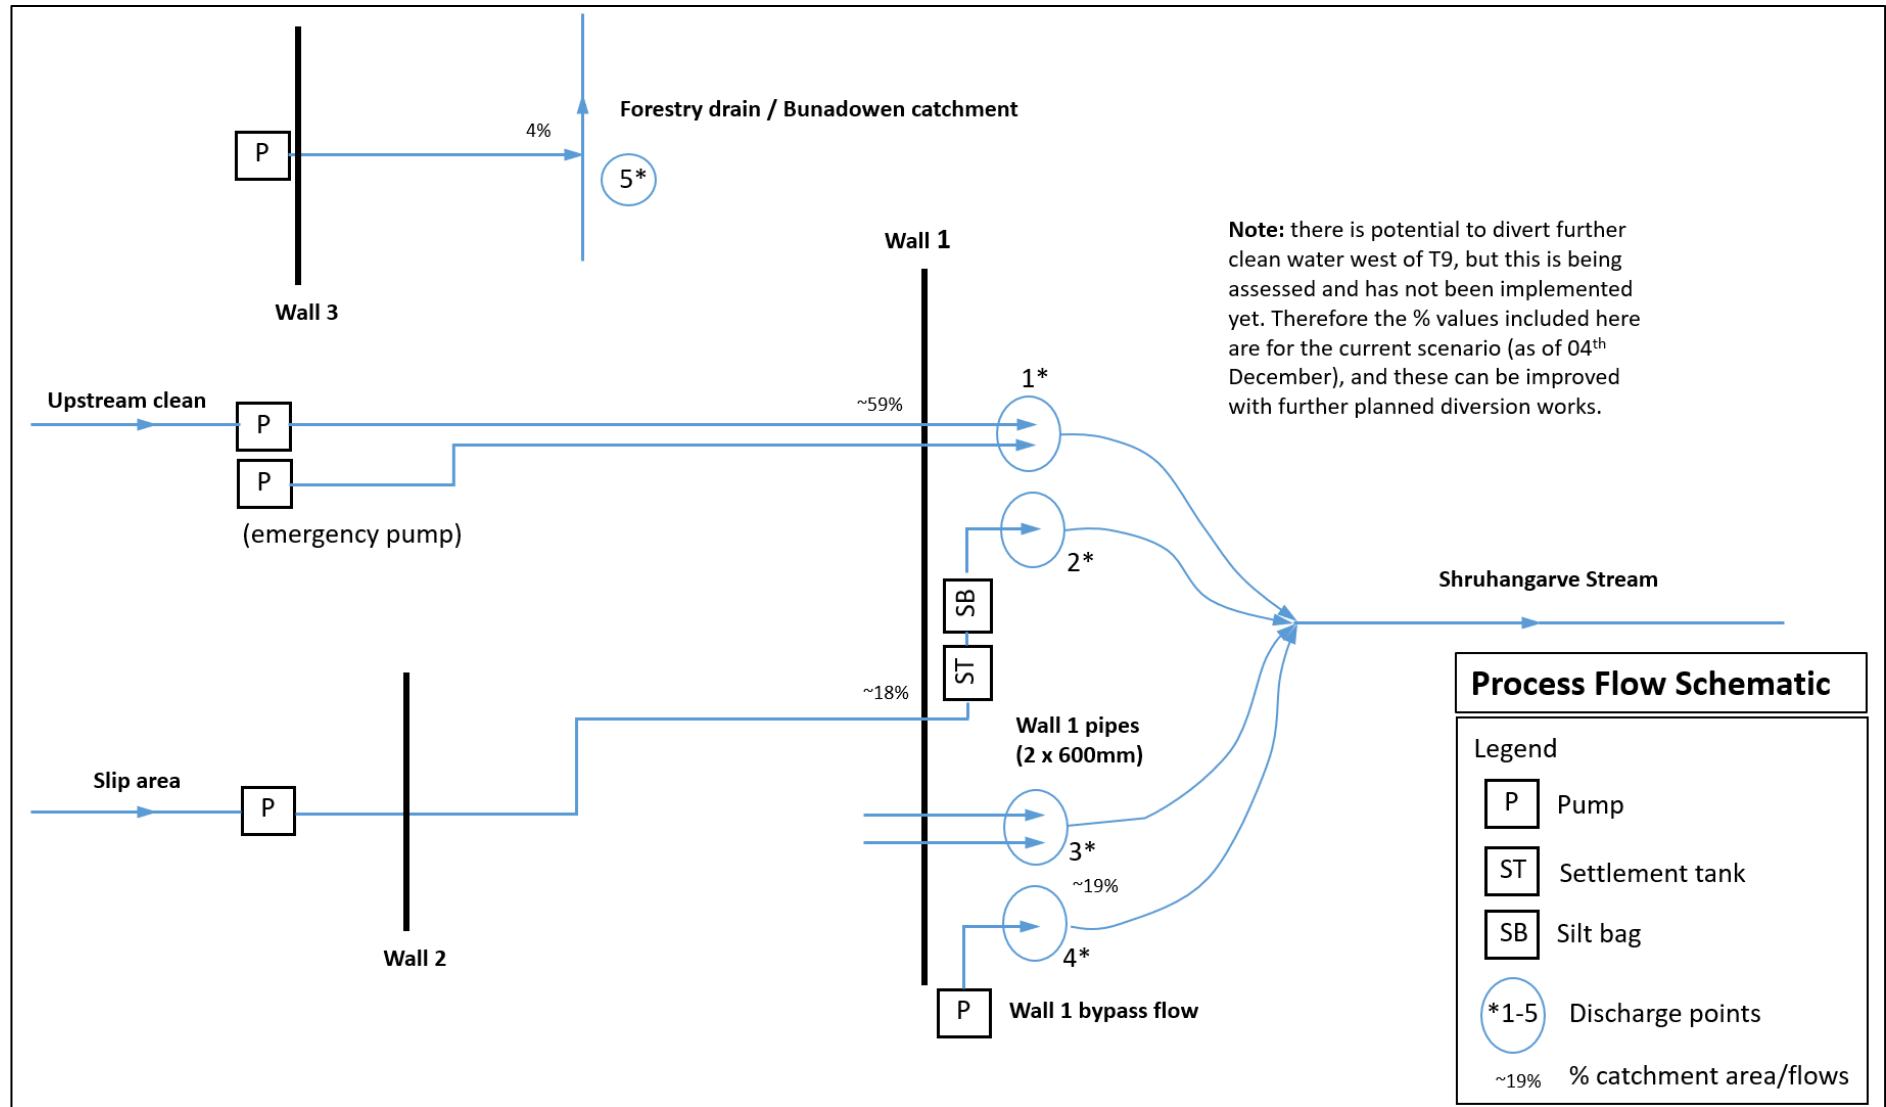 4%
P
Forestry drain / Bunadowen catchment
5*
Wall 3
Wall 1
Note: there is potential to divert further
clean water west of T9, but this is being
assessed and has not been implemented
yet. Therefore the % values included here
are for the current scenario (as of 04th
December), and these can be improved
with further planned diversion works.
Upstream clean
P
~59%
1*
P
(emergency pump)
2*
SB
ST
Shruhangarve Stream
~18%
Slip area
P
Wall 2
Wall 1 pipes
(2 x 600mm)
3*
~19%
4*
P
Wall 1 bypass flow
Process Flow Schematic
Legend
P Pump
ST Settlement tank
SB Silt bag
*1-5 Discharge points
~19% % catchment area/flows